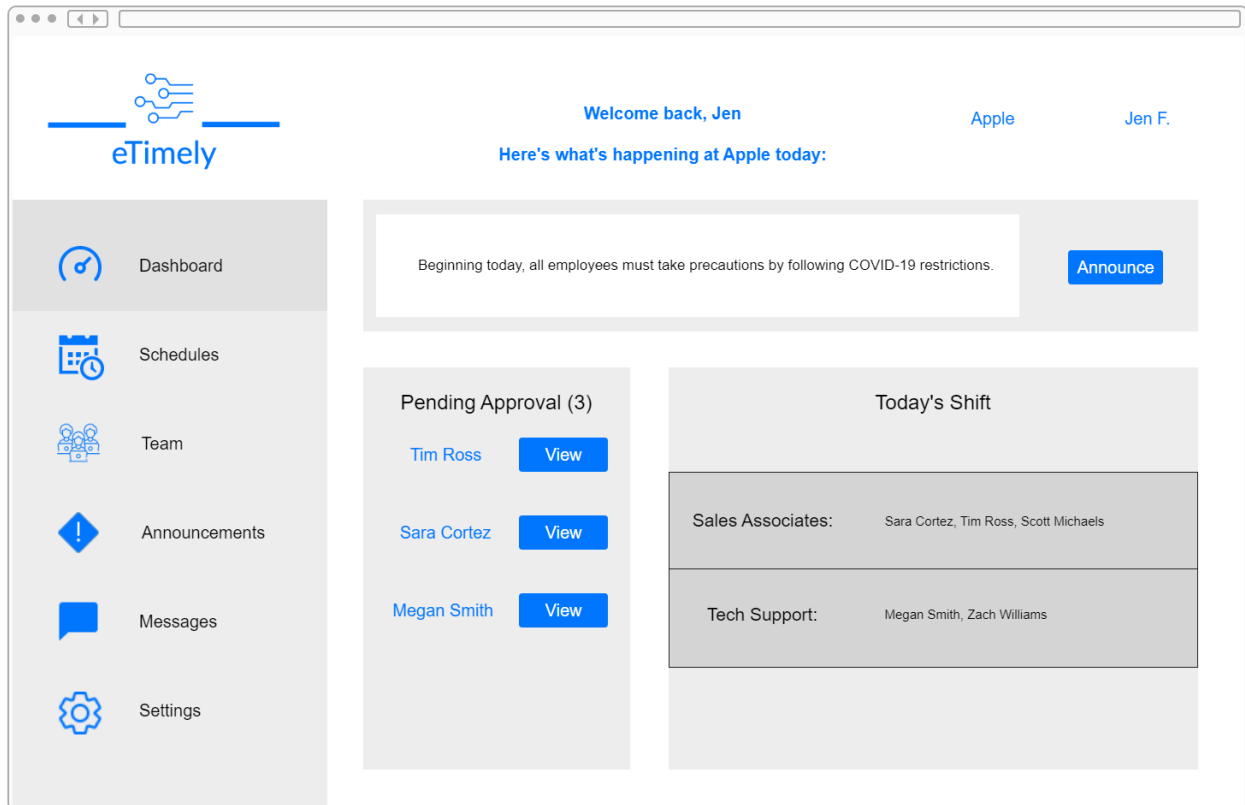 eTimely
Welcome back, Jen
Apple
Jen F.
Here's what's happening at Apple today:
Dashboard
Schedules
Team
Announcements
Messages
Settings
Beginning today, all employees must take precautions by following COVID-19 restrictions.
Announce
Pending Approval (3)
Tim Ross View
Sara Cortez View
Megan Smith View
Today's Shift
Sales Associates: Sara Cortez, Tim Ross, Scott Michaels
Tech Support: Megan Smith, Zach Williams